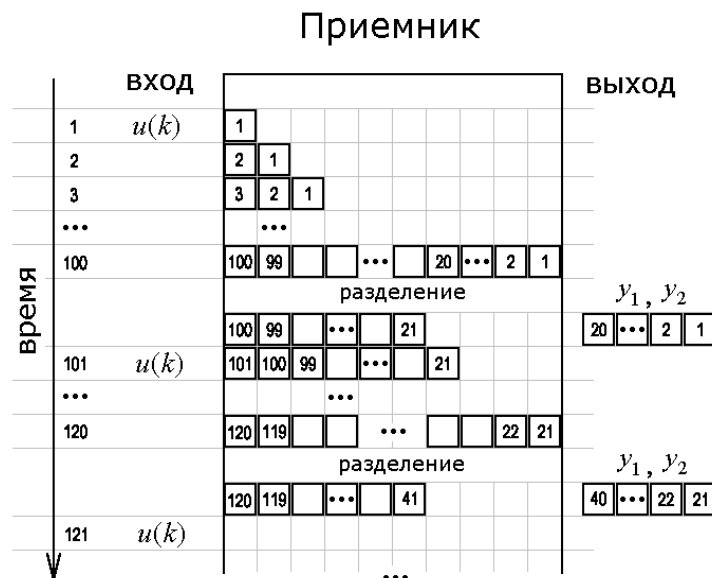 Приемник
ВХОД
ВЫХОД
время
1 u(k) 1
2 2 1
3 3 2 1
••• •••
100 100 99 ••• 20 ••• 2 1
разделение
y₁, y₂
100 99 ••• 21 20 ••• 2 1
101 u(k) 101 100 99 ••• 21
••• •••
120 120 119 ••• 22 21
разделение
y₁, y₂
120 119 ••• 41 40 ••• 22 21
121 u(k)
•••